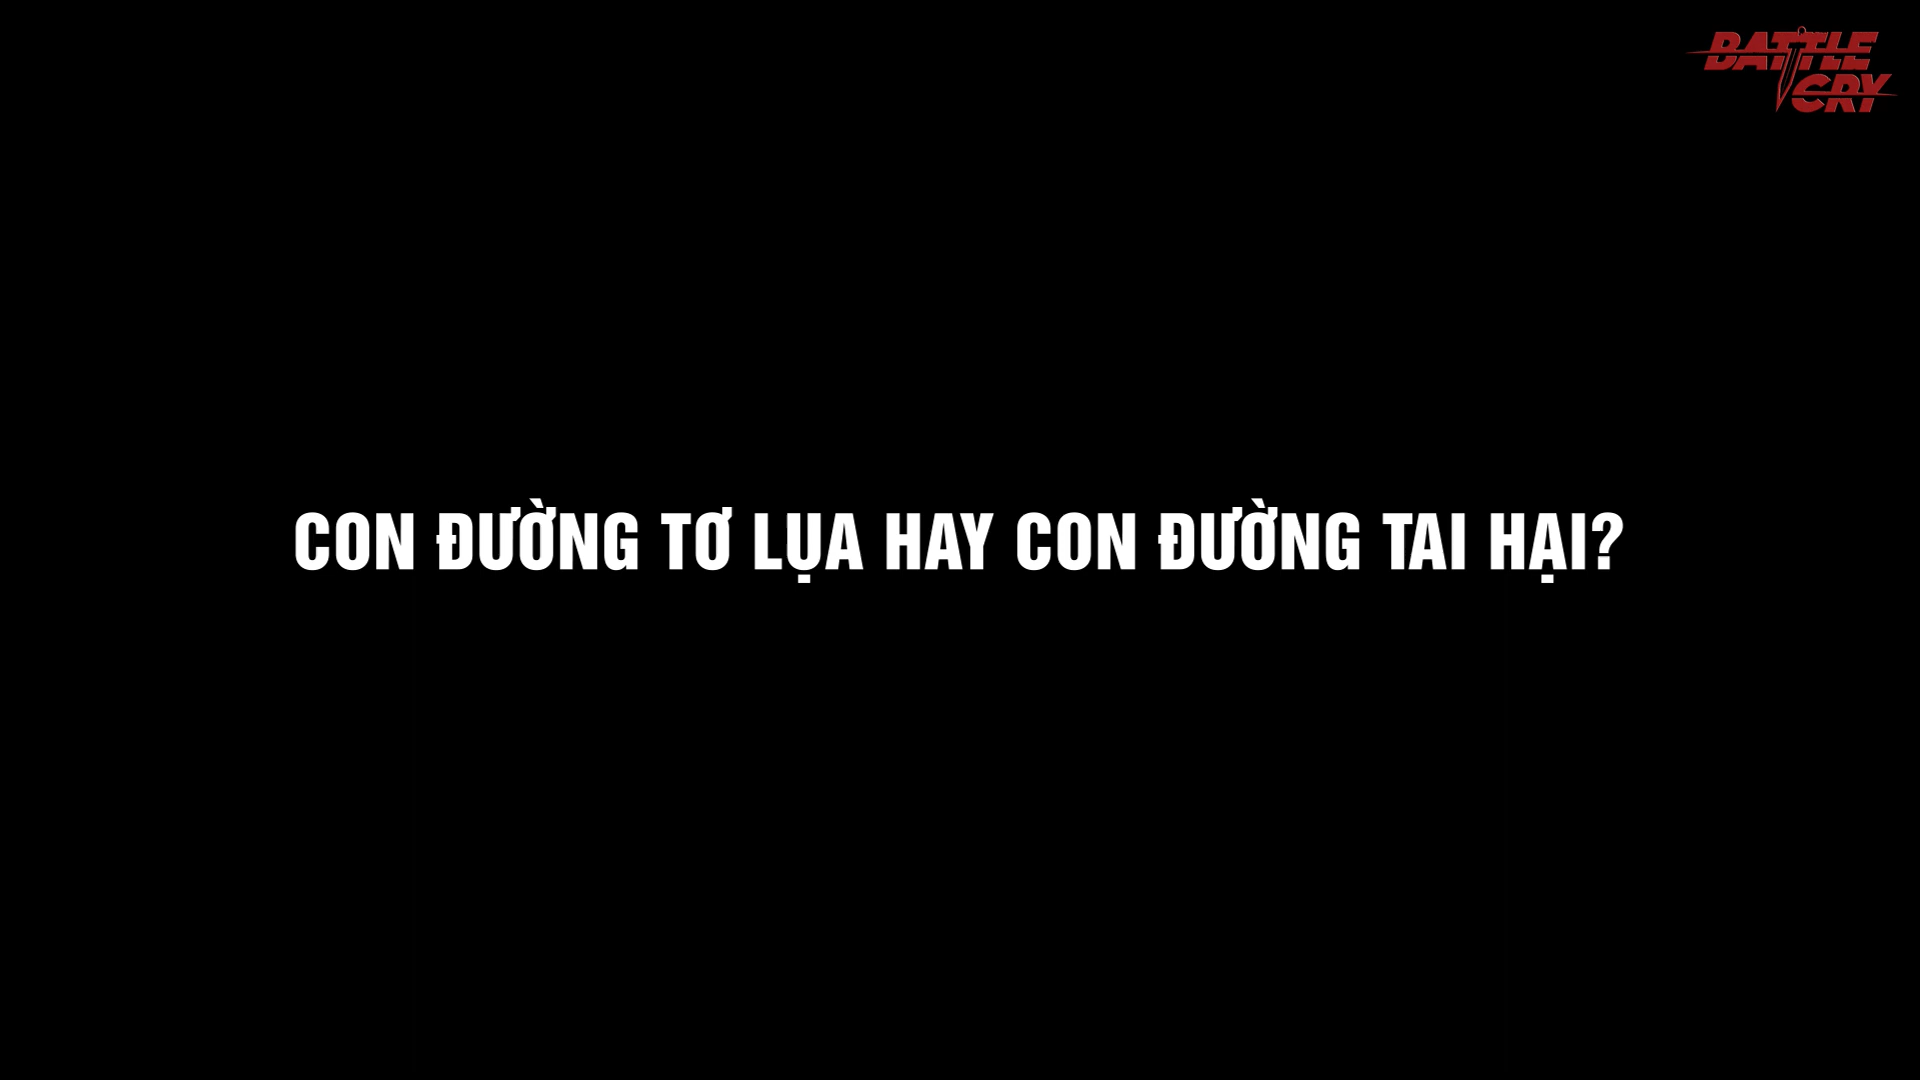 BATTLE
CRY
CON ĐƯỜNG TƠ LỤA HAY CON ĐƯỜNG TAI HẠI?